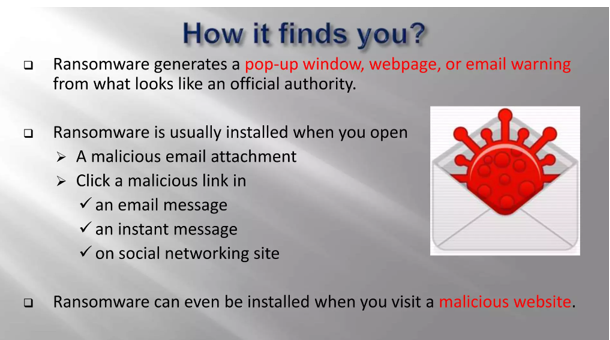 How it finds you?
❑ Ransomware generates a pop-up window, webpage, or email warning
from what looks like an official authority.
❑ Ransomware is usually installed when you open
➢ A malicious email attachment
➢ Click a malicious link in
✓ an email message
✓ an instant message
✓ on social networking site
❑ Ransomware can even be installed when you visit a malicious website.